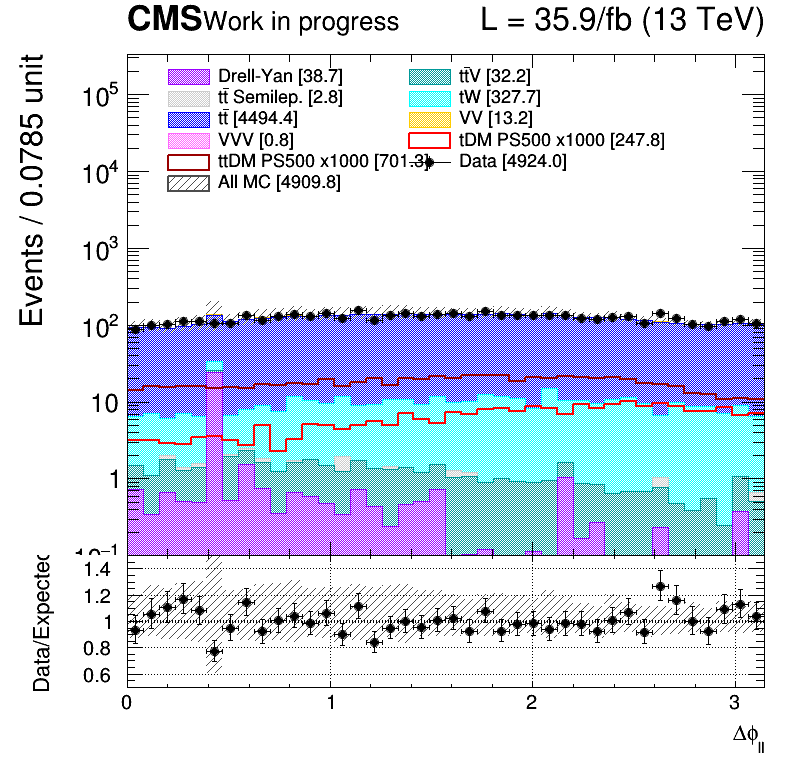 CMS Work in progress L = 35.9/fb (13 TeV)
Events / 0.0785 unit
Drell-Yan [38.7]
tt̄V [32.2]
tt̄ Semilep. [2.8]
tW [327.7]
tt̄ [4494.4]
VV [13.2]
VVV [0.8]
tDM PS500 x1000 [247.8]
ttDM PS500 x1000 [701.3]
Data [4924.0]
All MC [4909.8]
10⁵
10⁴
10³
10²
10
1
10⁻¹
Data/Expected
1.4
1.2
1
0.8
0.6
0 1 2 3
Δϕ_ll